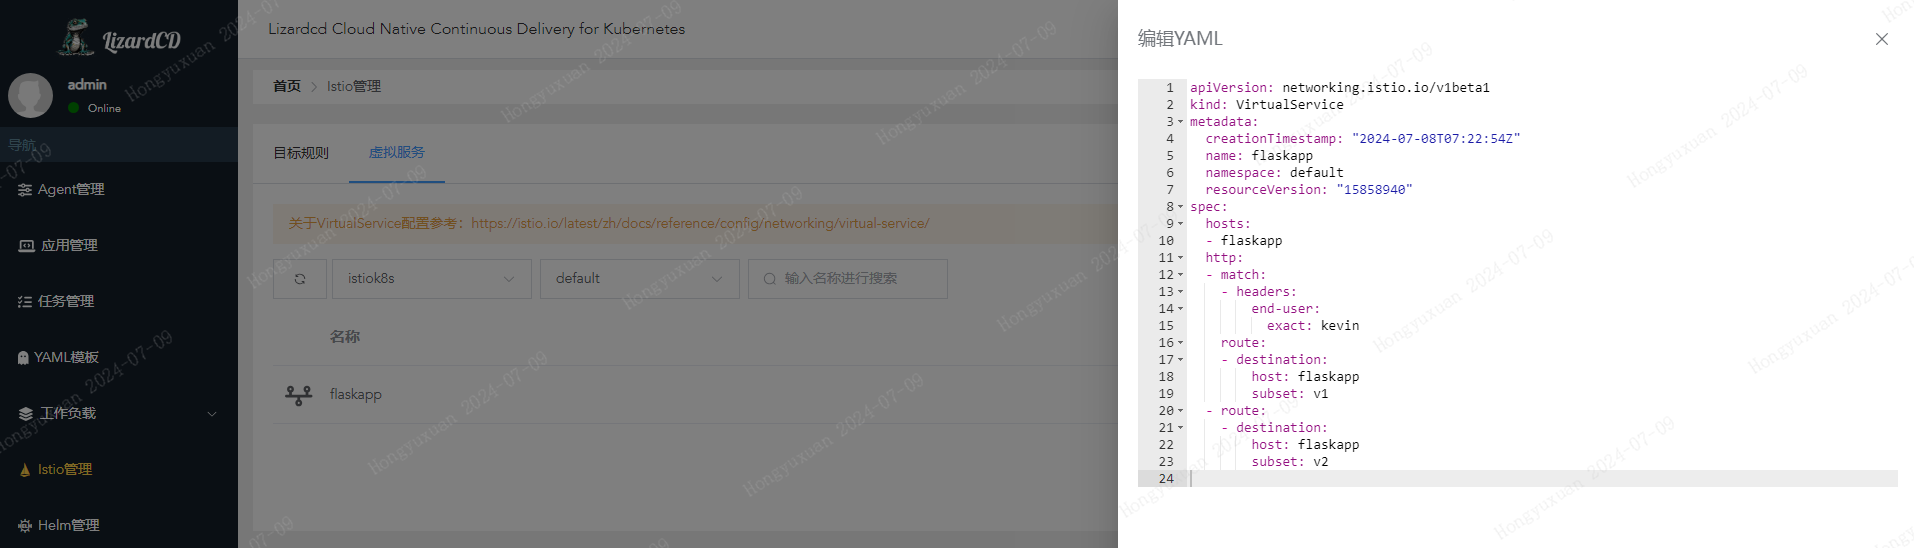 LizardCD
admin
Online
导航
Agent管理
应用管理
任务管理
YAML模板
工作负载
Istio管理
Helm管理
Lizardcd Cloud Native Continuous Delivery for Kubernetes
首页 > Istio管理
目标规则 虚拟服务
关于VirtualService配置参考：https://istio.io/latest/zh/docs/reference/config/networking/virtual-service/
istiok8s default 输入名称进行搜索
名称
flaskapp
编辑YAML
1 apiVersion: networking.istio.io/v1beta1
2 kind: VirtualService
3 metadata:
4   creationTimestamp: "2024-07-08T07:22:54Z"
5   name: flaskapp
6   namespace: default
7   resourceVersion: "15858940"
8 spec:
9   hosts:
10   - flaskapp
11   http:
12   - match:
13     - headers:
14         end-user:
15           exact: kevin
16     route:
17     - destination:
18         host: flaskapp
19         subset: v1
20   - route:
21     - destination:
22         host: flaskapp
23         subset: v2
24
Hongyuxuan 2024-07-09